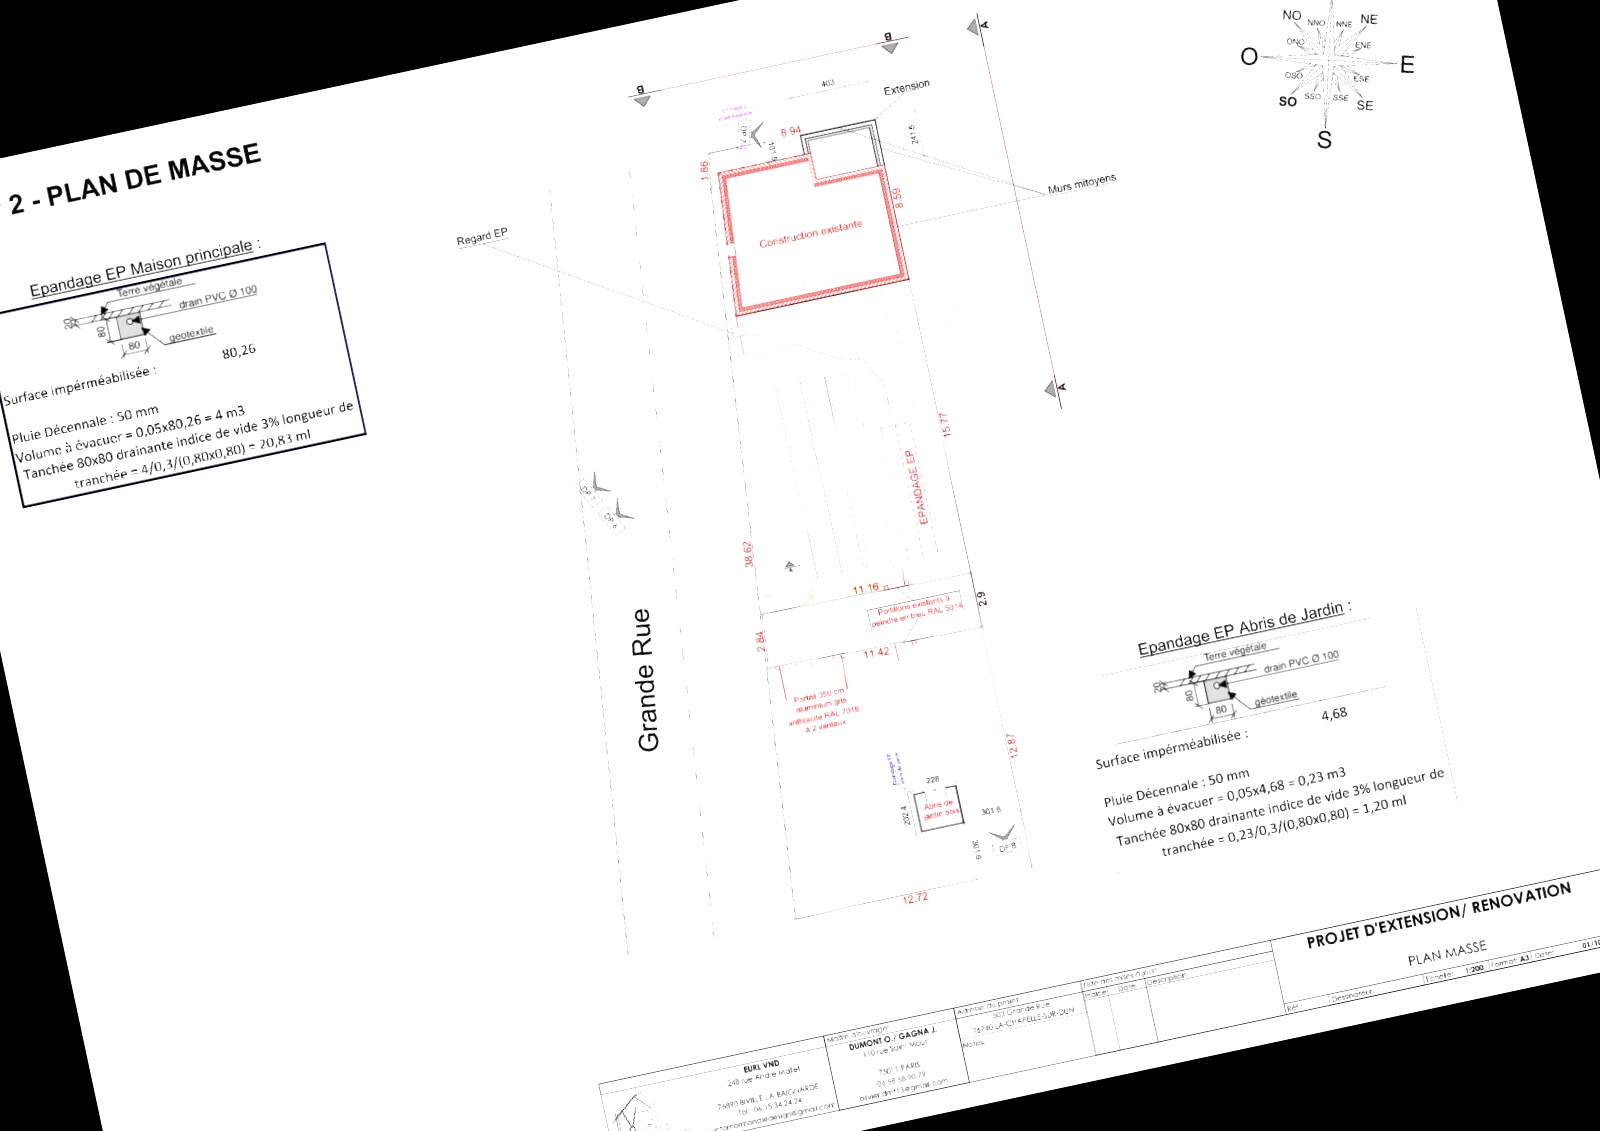 2 - PLAN DE MASSE
Epandage EP Maison principale :
Terre végétale
drain PVC Ø 100
géotextile
20
80
80
Surface impérméabilisée :
80,26
Pluie Décennale : 50 mm
Volume à évacuer = 0,05x80,26 = 4 m3
Tanchée 80x80 drainante indice de vide 3% longueur de
tranchée = 4/0,3/(0,80x0,80) = 20,83 ml
NO
NNO
NNE
NE
ONO
ENE
O
E
OSO
ESE
SO
SSO
SSE
SE
S
B
B
A
A
403
Extension
241.5
8.94
1.86
8.59
Murs mitoyens
Construction existante
Regard EP
15.77
EPANDAGE EP
38.62
11.16
2.9
Portillons existants à
peindre en bleu RAL 5014
2.84
11.42
Portail 350 cm
aluminium gris
anthracite RAL 7016
à 2 vantaux
Grande Rue
12.87
228
202.4
Abris de
jardin bois
301.6
DP 8
12.72
Epandage EP Abris de Jardin :
Terre végétale
drain PVC Ø 100
géotextile
20
80
80
Surface impérméabilisée :
4,68
Pluie Décennale : 50 mm
Volume à évacuer = 0,05x4,68 = 0,23 m3
Tanchée 80x80 drainante indice de vide 3% longueur de
tranchée = 0,23/0,3/(0,80x0,80) = 1,20 ml
EURL VND
248 rue André Mallet
76890 BIVILLE LA BAIGNARDE
Tél. 06 15 34 24 24
Maître d'ouvrage
DUMONT O./ GAGNA J.
110 rue Saint Maur
75011 PARIS
06 58 58 90 79
olivier.dmt13@gmail.com
Adresse du projet
503 Grande Rue
76740 LA-CHAPELLE-SUR-DUN
Notes:
Liste des mises à jour
Indice
Date
Description
PROJET D'EXTENSION/ RENOVATION
PLAN MASSE
Réf
Dessinateur
Echelle: 1:200
Format: A3
Date: